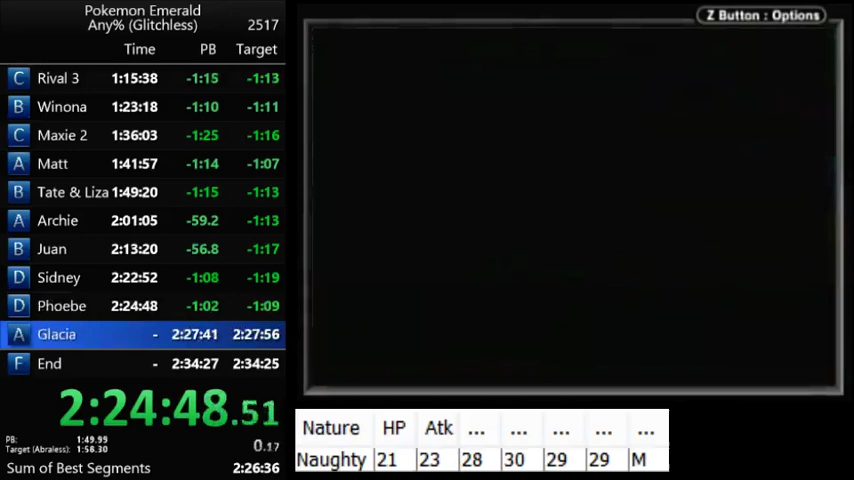 Pokemon Emerald
Any% (Glitchless) 2517
Time PB Target
C Rival 3 1:15:38 -1:15 -1:13
B Winona 1:23:18 -1:10 -1:11
C Maxie 2 1:36:03 -1:25 -1:16
A Matt 1:41:57 -1:14 -1:07
B Tate & Liza 1:49:20 -1:15 -1:13
A Archie 2:01:05 -59.2 -1:13
B Juan 2:13:20 -56.8 -1:17
D Sidney 2:22:52 -1:08 -1:19
D Phoebe 2:24:48 -1:02 -1:09
A Glacia - 2:27:41 2:27:56
F End - 2:34:27 2:34:25
2:24:48.51
PB: 1:49.99
Target (Abraless): 1:58.30 0.17
Sum of Best Segments 2:26:36
Z Button : Options
Nature HP Atk ... ... ... ... ...
Naughty 21 23 28 30 29 29 M